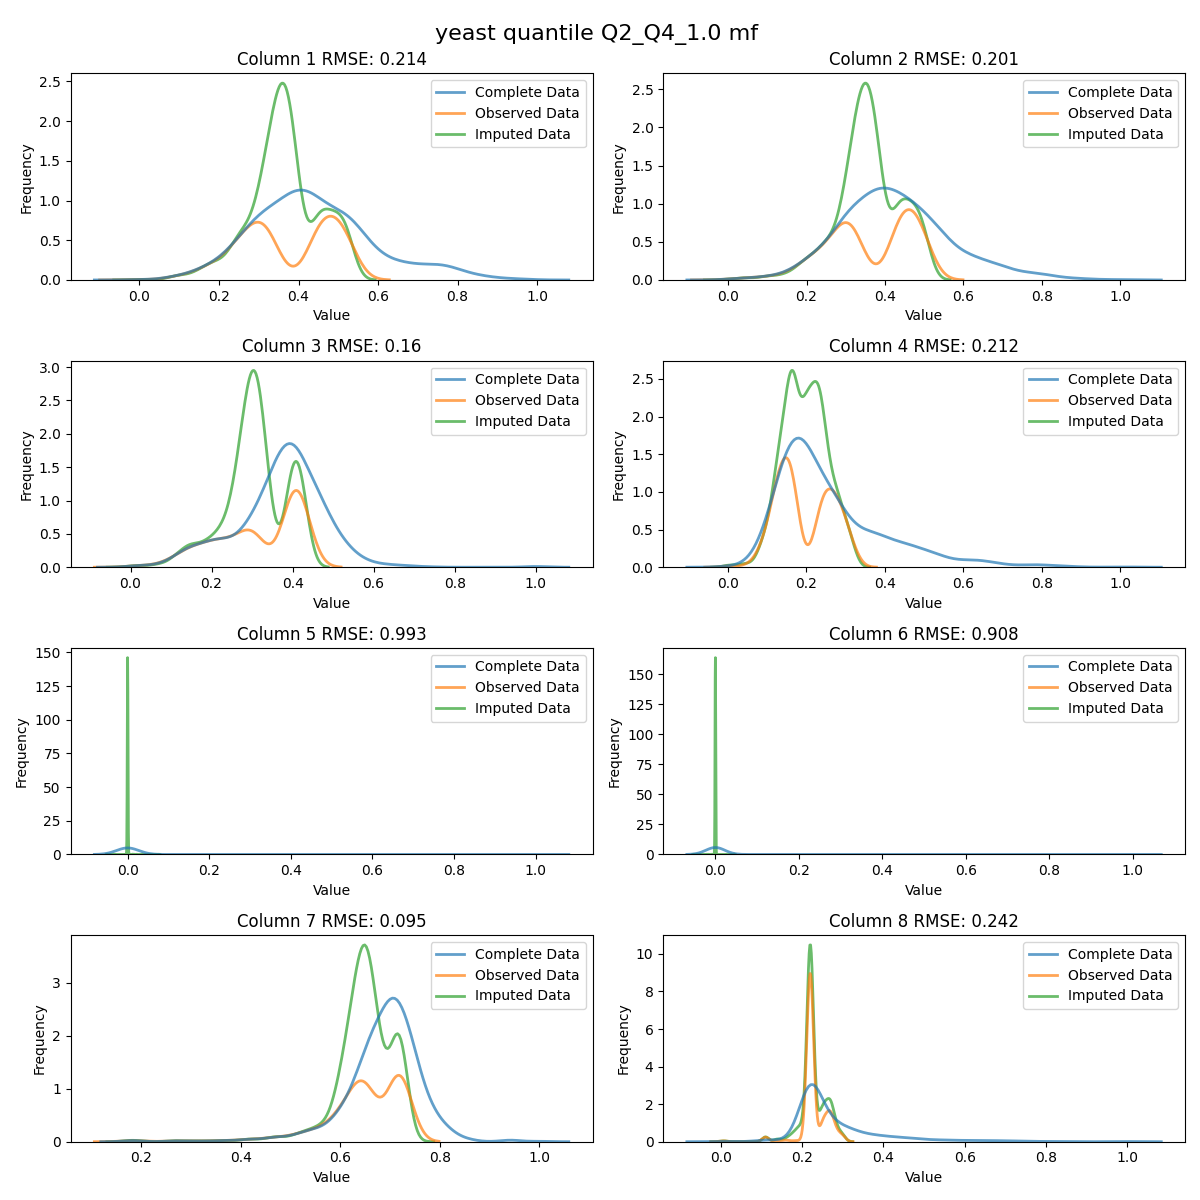 yeast quantile Q2_Q4_1.0 mf
Column 1 RMSE: 0.214
Frequency
2.5
2.0
1.5
1.0
0.5
0.0
Complete Data
Observed Data
Imputed Data
0.0 0.2 0.4 0.6 0.8 1.0
Value
Column 2 RMSE: 0.201
Frequency
2.5
2.0
1.5
1.0
0.5
0.0
Complete Data
Observed Data
Imputed Data
0.0 0.2 0.4 0.6 0.8 1.0
Value
Column 3 RMSE: 0.16
Frequency
3.0
2.5
2.0
1.5
1.0
0.5
0.0
Complete Data
Observed Data
Imputed Data
0.0 0.2 0.4 0.6 0.8 1.0
Value
Column 4 RMSE: 0.212
Frequency
2.5
2.0
1.5
1.0
0.5
0.0
Complete Data
Observed Data
Imputed Data
0.0 0.2 0.4 0.6 0.8 1.0
Value
Column 5 RMSE: 0.993
Frequency
150
125
100
75
50
25
0
Complete Data
Observed Data
Imputed Data
0.0 0.2 0.4 0.6 0.8 1.0
Value
Column 6 RMSE: 0.908
Frequency
150
125
100
75
50
25
0
Complete Data
Observed Data
Imputed Data
0.0 0.2 0.4 0.6 0.8 1.0
Value
Column 7 RMSE: 0.095
Frequency
3
2
1
0
Complete Data
Observed Data
Imputed Data
0.2 0.4 0.6 0.8 1.0
Value
Column 8 RMSE: 0.242
Frequency
10
8
6
4
2
0
Complete Data
Observed Data
Imputed Data
0.0 0.2 0.4 0.6 0.8 1.0
Value